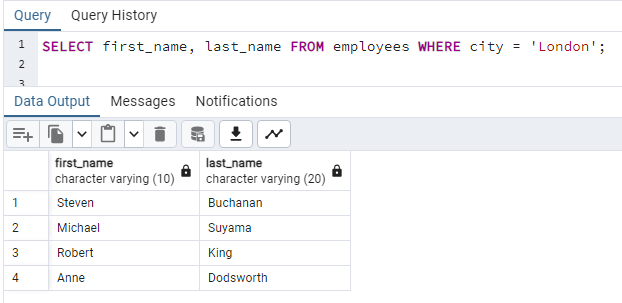 Query Query History
1 SELECT first_name, last_name FROM employees WHERE city = 'London';
2
3
Data Output Messages Notifications
first_name last_name
character varying (10) character varying (20)
1 Steven Buchanan
2 Michael Suyama
3 Robert King
4 Anne Dodsworth